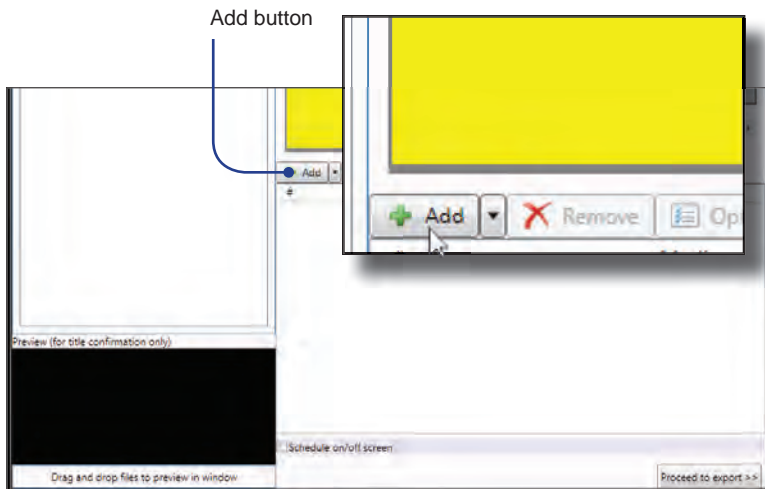 Add button
Add
#
Add
Remove
Preview (for title confirmation only)
Schedule on/off screen
Drag and drop files to preview in window
Proceed to export >>